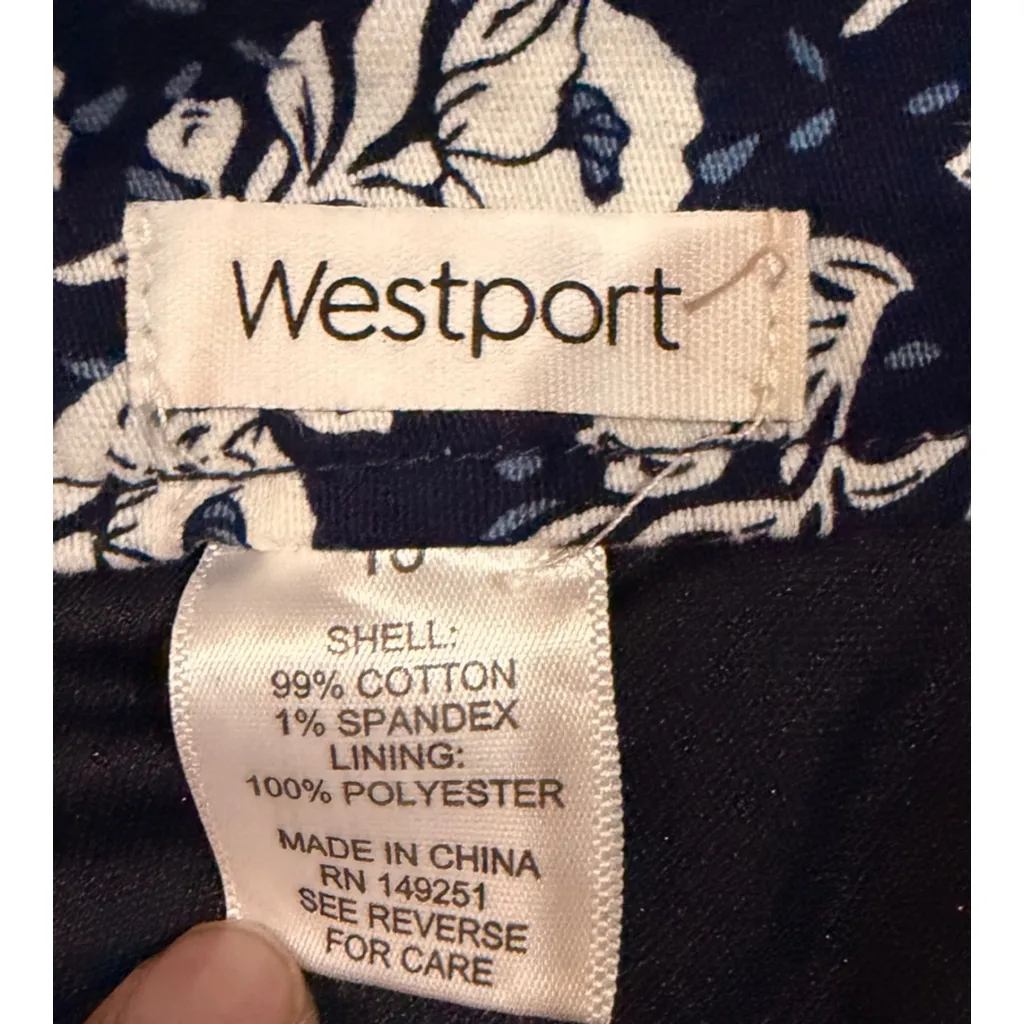 Westport
SHELL:
99% COTTON
1% SPANDEX
LINING:
100% POLYESTER
MADE IN CHINA
RN 149251
SEE REVERSE
FOR CARE